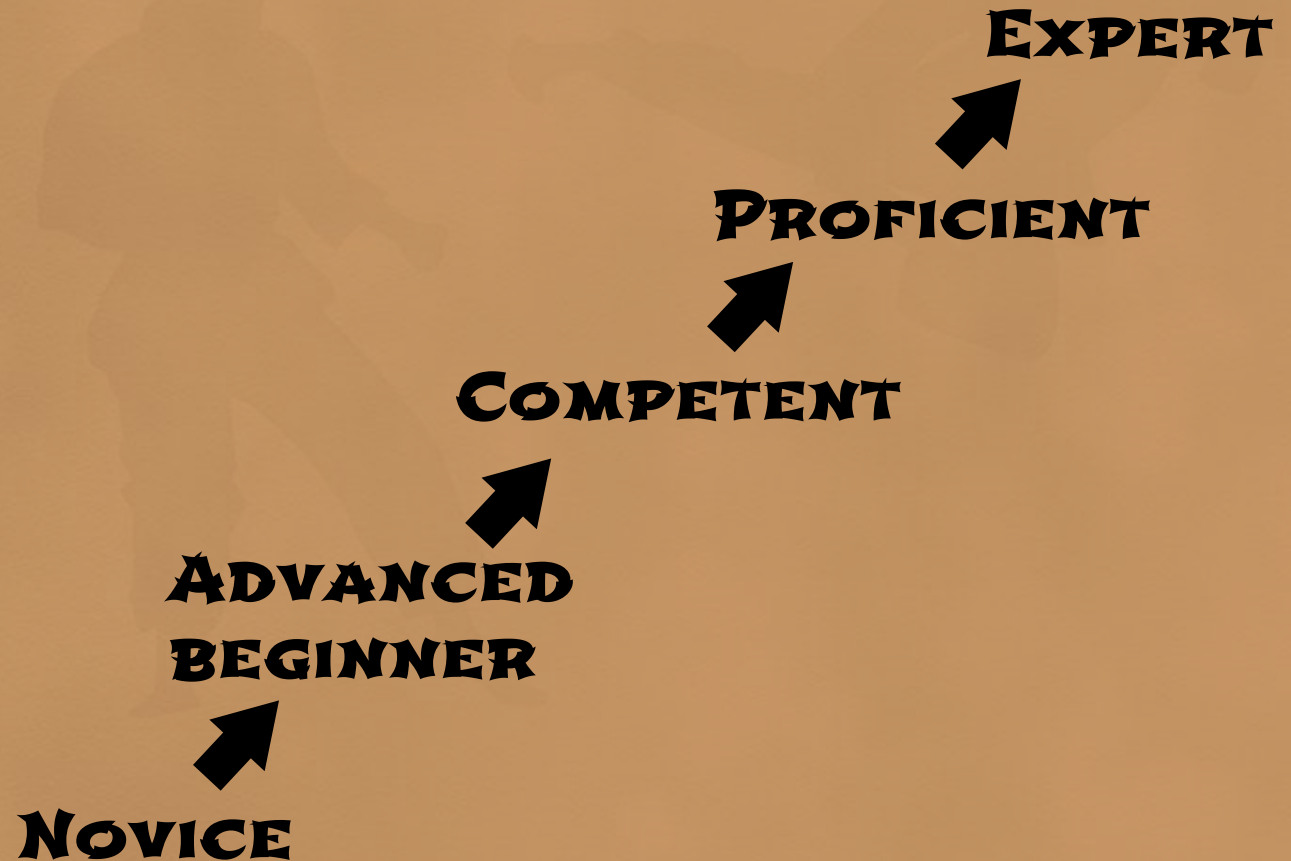 Expert
Proficient
Competent
Advanced
beginner
Novice